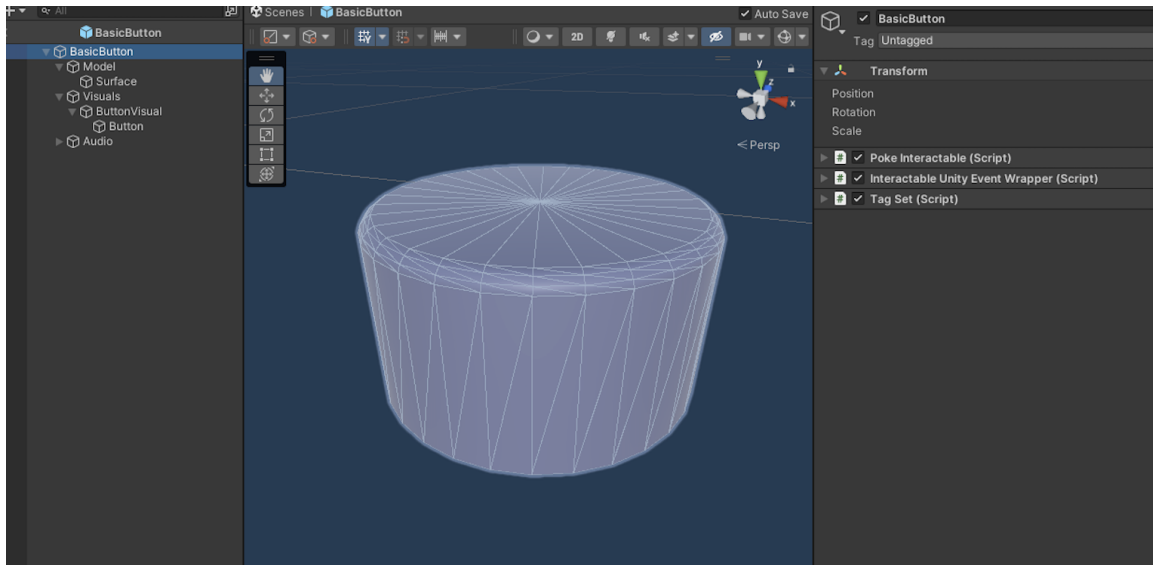 All
BasicButton
BasicButton
Model
Surface
Visuals
ButtonVisual
Button
Audio
Scenes BasicButton
Auto Save
2D
y
z
x
Persp
BasicButton
Tag Untagged
Transform
Position
Rotation
Scale
# Poke Interactable (Script)
# Interactable Unity Event Wrapper (Script)
# Tag Set (Script)